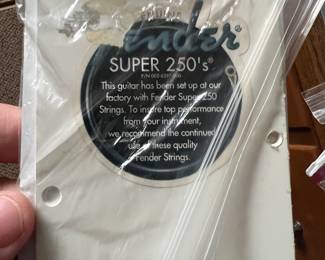 Fender
SUPER 250's®
This guitar has been set up at our
factory with Fender Super 250
Strings. To insure top performance
from your instrument,
we recommend the continued
use of these quality
Fender Strings.